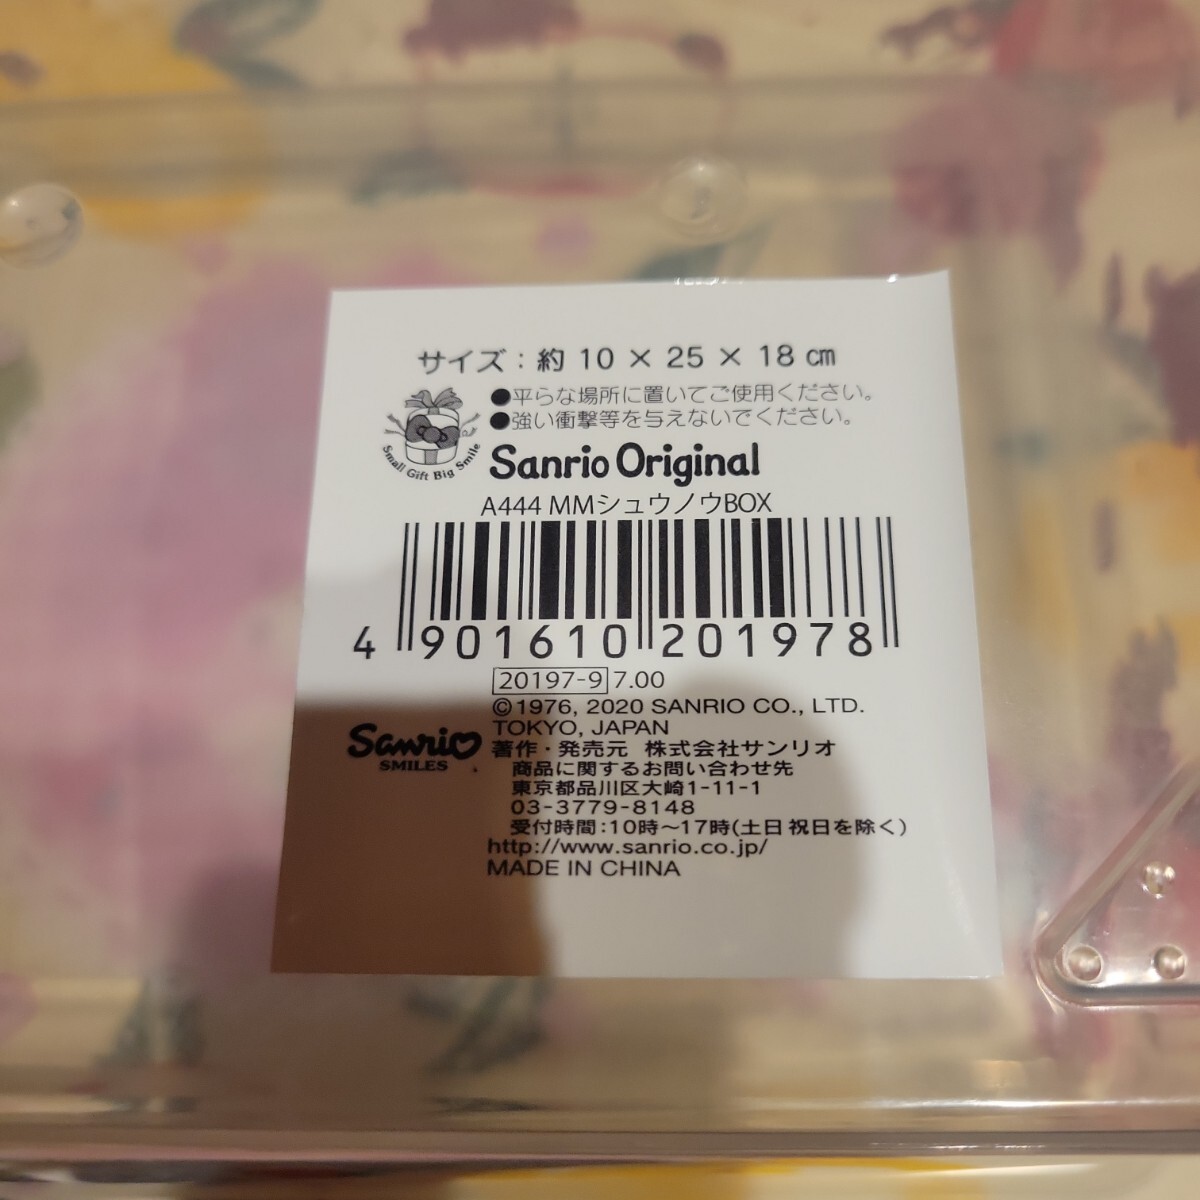 サイズ：約 10 × 25 × 18 cm
●平らな場所に置いてご使用ください。
●強い衝撃等を与えないでください。
Small Gift Big Smile
Sanrio Original
A444 MMシュウノウBOX
4 901610 201978
20197-9 7.00
©1976, 2020 SANRIO CO., LTD.
TOKYO, JAPAN
Sanrio
SMILES
著作・発売元 株式会社サンリオ
商品に関するお問い合わせ先
東京都品川区大崎1-11-1
03-3779-8148
受付時間：10時～17時(土日祝日を除く)
http://www.sanrio.co.jp/
MADE IN CHINA